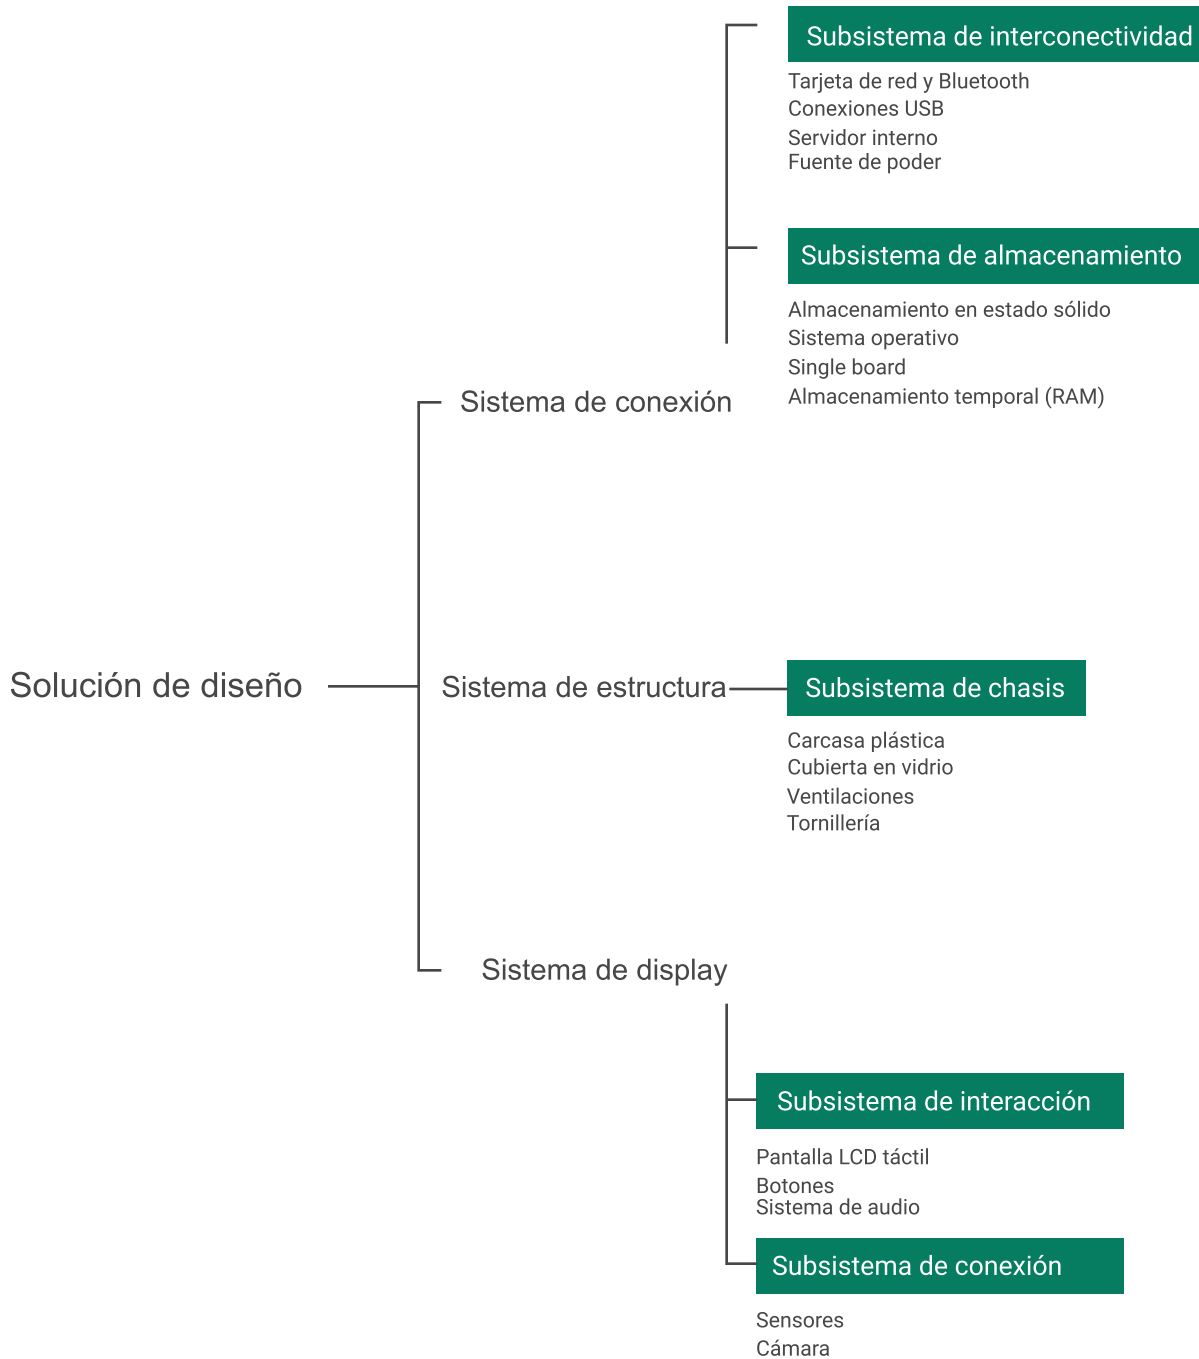 Subsistema de interconectividad
Tarjeta de red y Bluetooth
Conexiones USB
Servidor interno
Fuente de poder
Subsistema de almacenamiento
Almacenamiento en estado sólido
Sistema operativo
Single board
Almacenamiento temporal (RAM)
Sistema de conexión
Solución de diseño
Sistema de estructura
Subsistema de chasis
Carcasa plástica
Cubierta en vidrio
Ventilaciones
Tornillería
Sistema de display
Subsistema de interacción
Pantalla LCD táctil
Botones
Sistema de audio
Subsistema de conexión
Sensores
Cámara